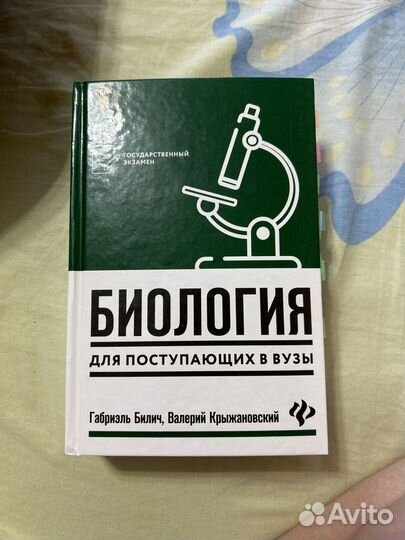 ГОСУДАРСТВЕННЫЙ
ЭКЗАМЕН
БИОЛОГИЯ
ДЛЯ ПОСТУПАЮЩИХ В ВУЗЫ
Габриэль Билич, Валерий Крыжановский
Avito